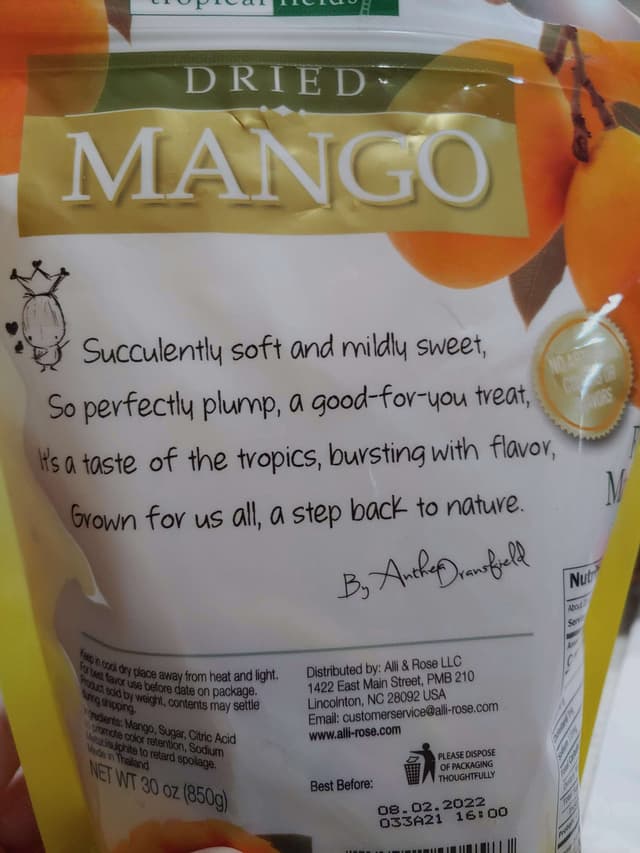 tropical fields
DRIED
MANGO
Succulently soft and mildly sweet,
So perfectly plump, a good-for-you treat,
It's a taste of the tropics, bursting with flavor,
Grown for us all, a step back to nature.
By Anthea Dransfield
Keep in cool dry place away from heat and light.
For best flavor use before date on package.
Product sold by weight, contents may settle
during shipping.
Ingredients: Mango, Sugar, Citric Acid
promote color retention, Sodium
Metabisulphite to retard spoilage.
Made in Thailand
NET WT 30 oz (850g)
Distributed by: Alli & Rose LLC
1422 East Main Street, PMB 210
Lincolnton, NC 28092 USA
Email: customerservice@alli-rose.com
www.alli-rose.com
PLEASE DISPOSE
OF PACKAGING
THOUGHTFULLY
Best Before:
08.02.2022
033A21 16:00